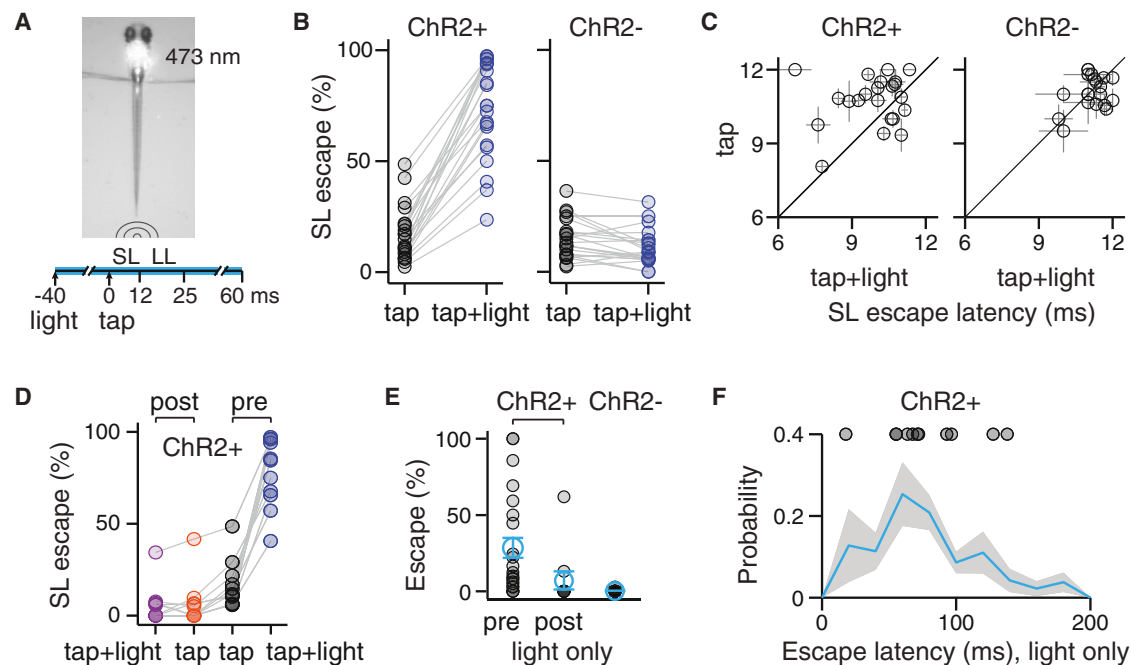 A
473 nm
SL LL
-40 0 12 25 60 ms
light tap
B
ChR2+ ChR2-
SL escape (%)
100
50
0
tap tap+light tap tap+light
C
ChR2+ ChR2-
tap
12
9
6
6 9 12 6 9 12
tap+light tap+light
SL escape latency (ms)
D
post pre
ChR2+
SL escape (%)
100
50
0
tap+light tap tap tap+light
E
ChR2+ ChR2-
Escape (%)
100
50
0
pre post
light only
F
ChR2+
Probability
0.4
0.2
0
0 100 200
Escape latency (ms), light only